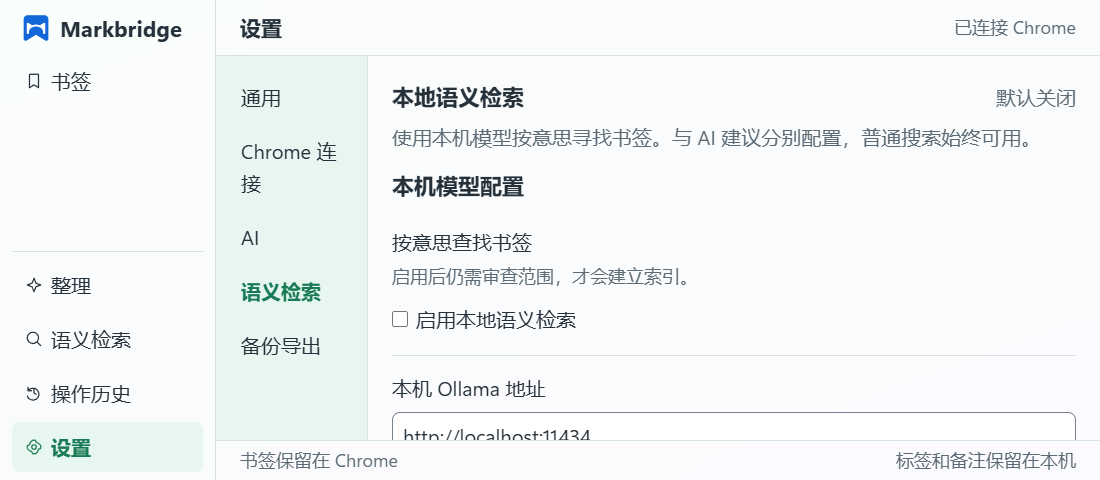 Markbridge
书签
整理
语义检索
操作历史
设置
设置
已连接 Chrome
通用
Chrome 连
接
AI
语义检索
备份导出
本地语义检索
默认关闭
使用本机模型按意思寻找书签。与 AI 建议分别配置，普通搜索始终可用。
本机模型配置
按意思查找书签
启用后仍需审查范围，才会建立索引。
启用本地语义检索
本机 Ollama 地址
http://localhost:11434
书签保留在 Chrome
标签和备注保留在本机